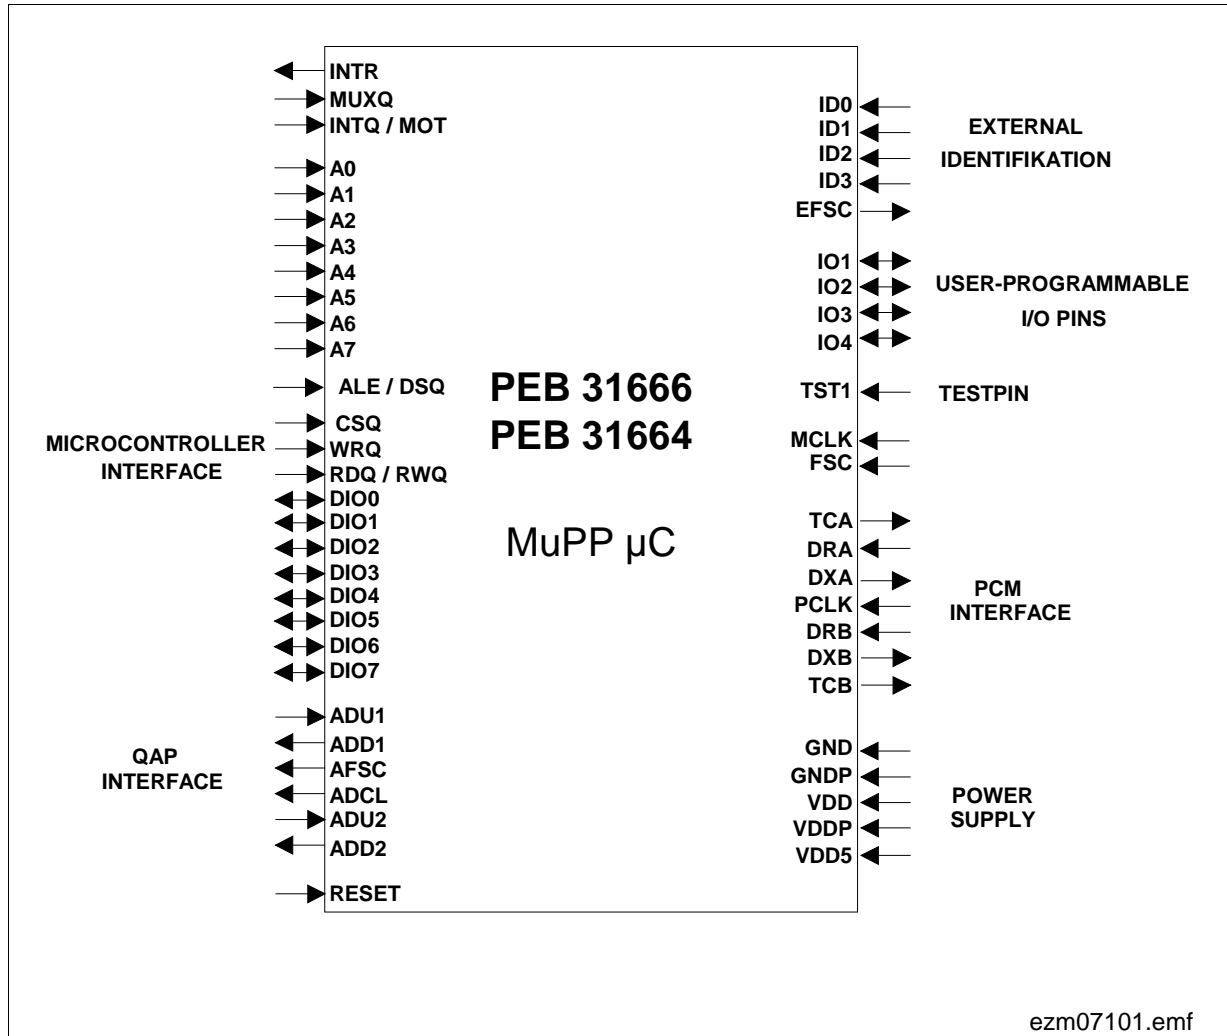 INTR
MUXQ
INTQ / MOT
A0
A1
A2
A3
A4
A5
A6
A7
ALE / DSQ
CSQ
WRQ
RDQ / RWQ
DIO0
DIO1
DIO2
DIO3
DIO4
DIO5
DIO6
DIO7
MICROCONTROLLER
INTERFACE
ADU1
ADD1
AFSC
ADCL
ADU2
ADD2
QAP
INTERFACE
RESET
PEB 31666
PEB 31664
MuPP µC
ID0
ID1
ID2
ID3
EFSC
EXTERNAL
IDENTIFIKATION
IO1
IO2
IO3
IO4
USER-PROGRAMMABLE
I/O PINS
TST1
TESTPIN
MCLK
FSC
TCA
DRA
DXA
PCLK
DRB
DXB
TCB
PCM
INTERFACE
GND
GNDP
VDD
VDDP
VDD5
POWER
SUPPLY
ezm07101.emf